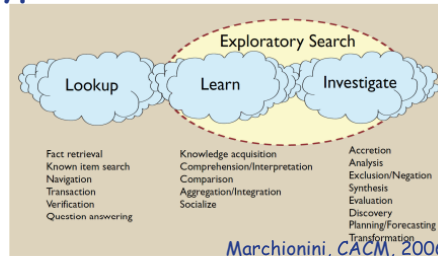 Exploratory Search
Lookup
Learn
Investigate
Fact retrieval
Known item search
Navigation
Transaction
Verification
Question answering
Knowledge acquisition
Comprehension/Interpretation
Comparison
Aggregation/Integration
Socialize
Accretion
Analysis
Exclusion/Negation
Synthesis
Evaluation
Discovery
Planning/Forecasting
Transformation
Marchionini, CACM, 2006